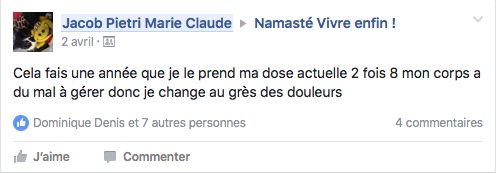 Jacob Pietri Marie Claude ▸ Namasté Vivre enfin !
2 avril ·
Cela fais une année que je le prend ma dose actuelle 2 fois 8 mon corps a
du mal à gérer donc je change au grès des douleurs
Dominique Denis et 7 autres personnes 4 commentaires
J'aime Commenter